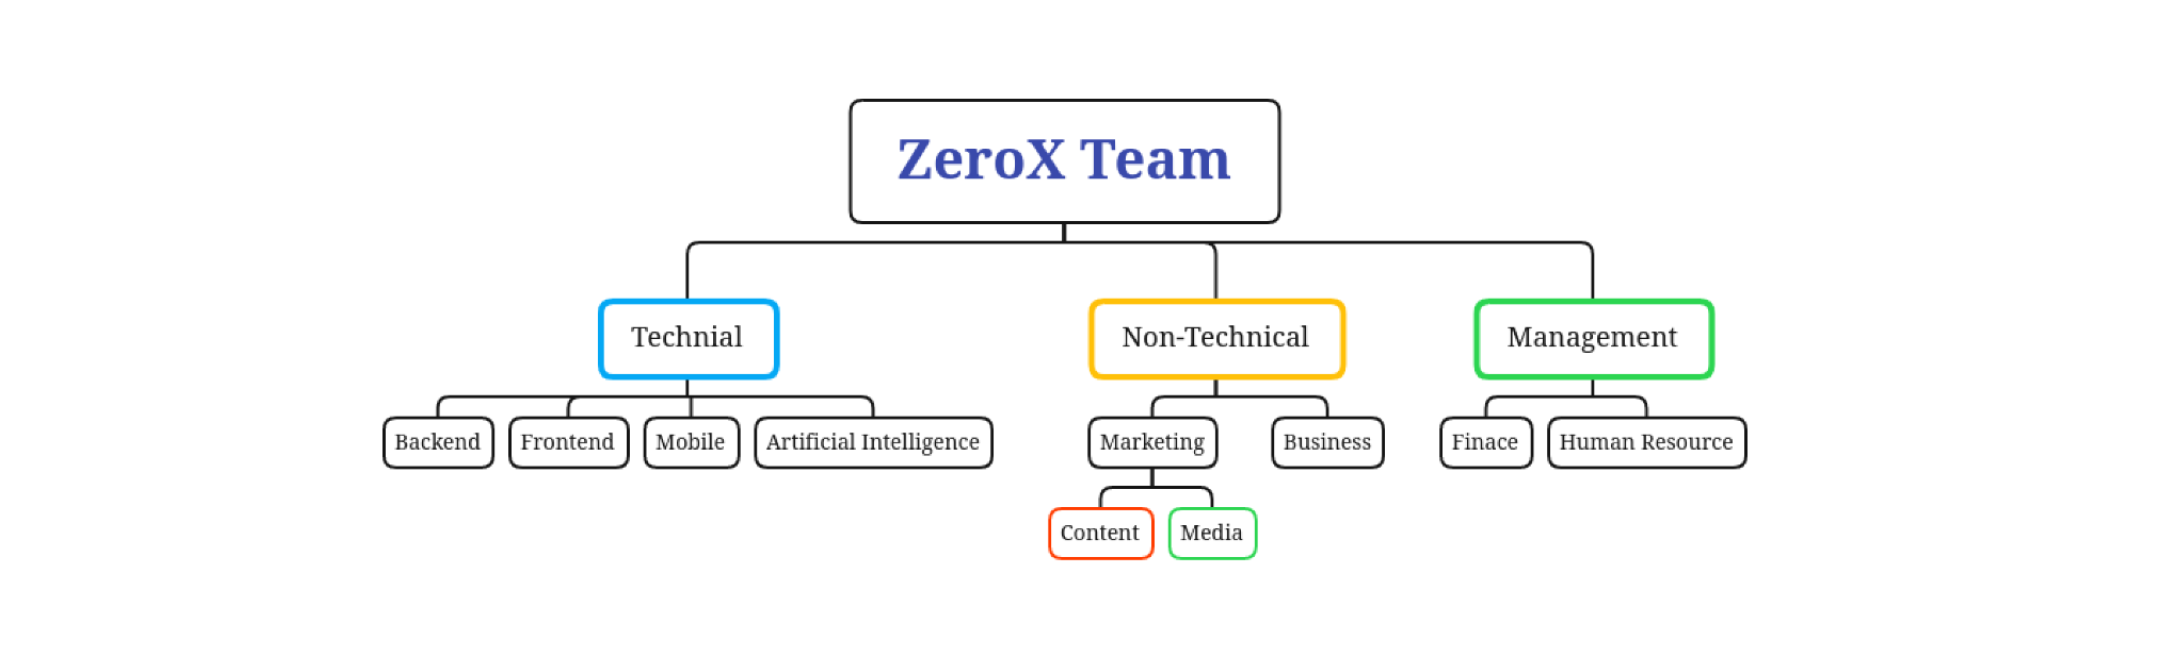 ZeroX Team
Technial
Non-Technical
Management
Backend
Frontend
Mobile
Artificial Intelligence
Marketing
Business
Finace
Human Resource
Content
Media